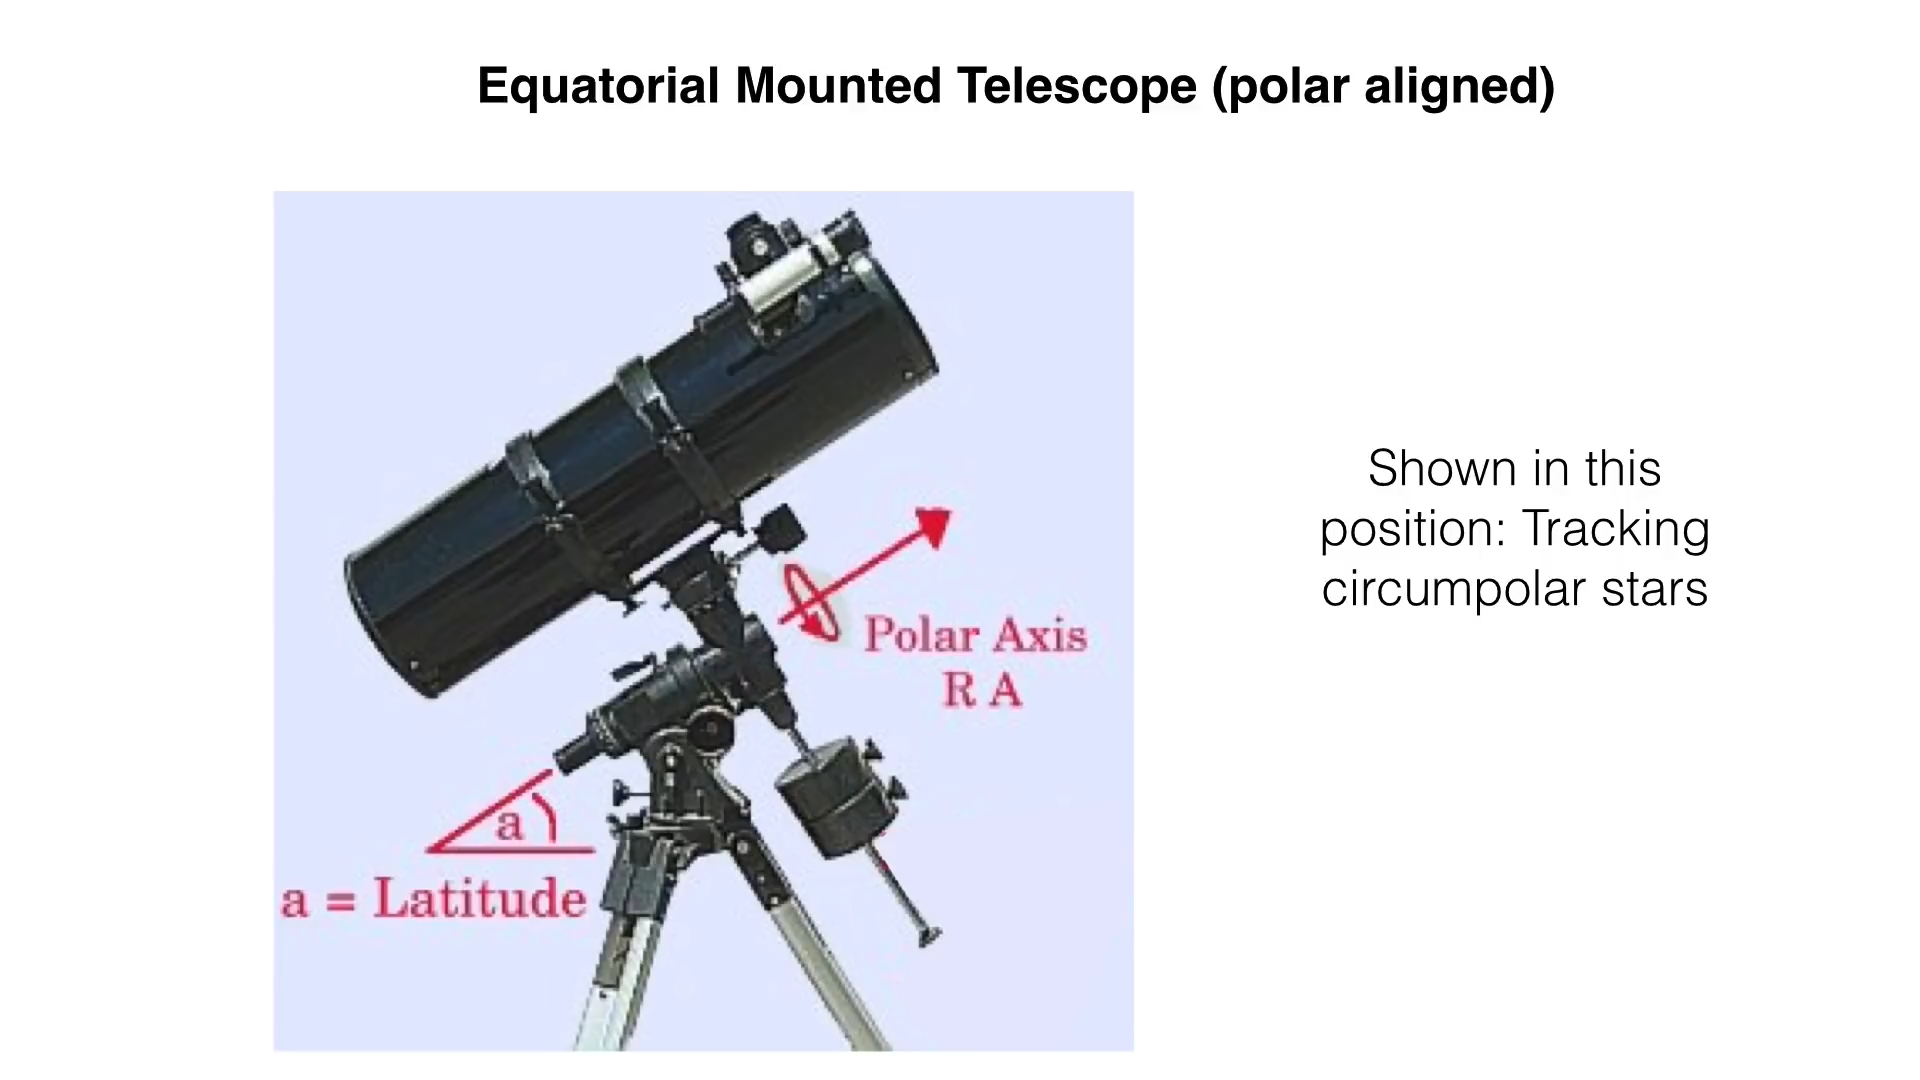 Equatorial Mounted Telescope (polar aligned)
Shown in this
position: Tracking
circumpolar stars
Polar Axis
R A
a
a = Latitude